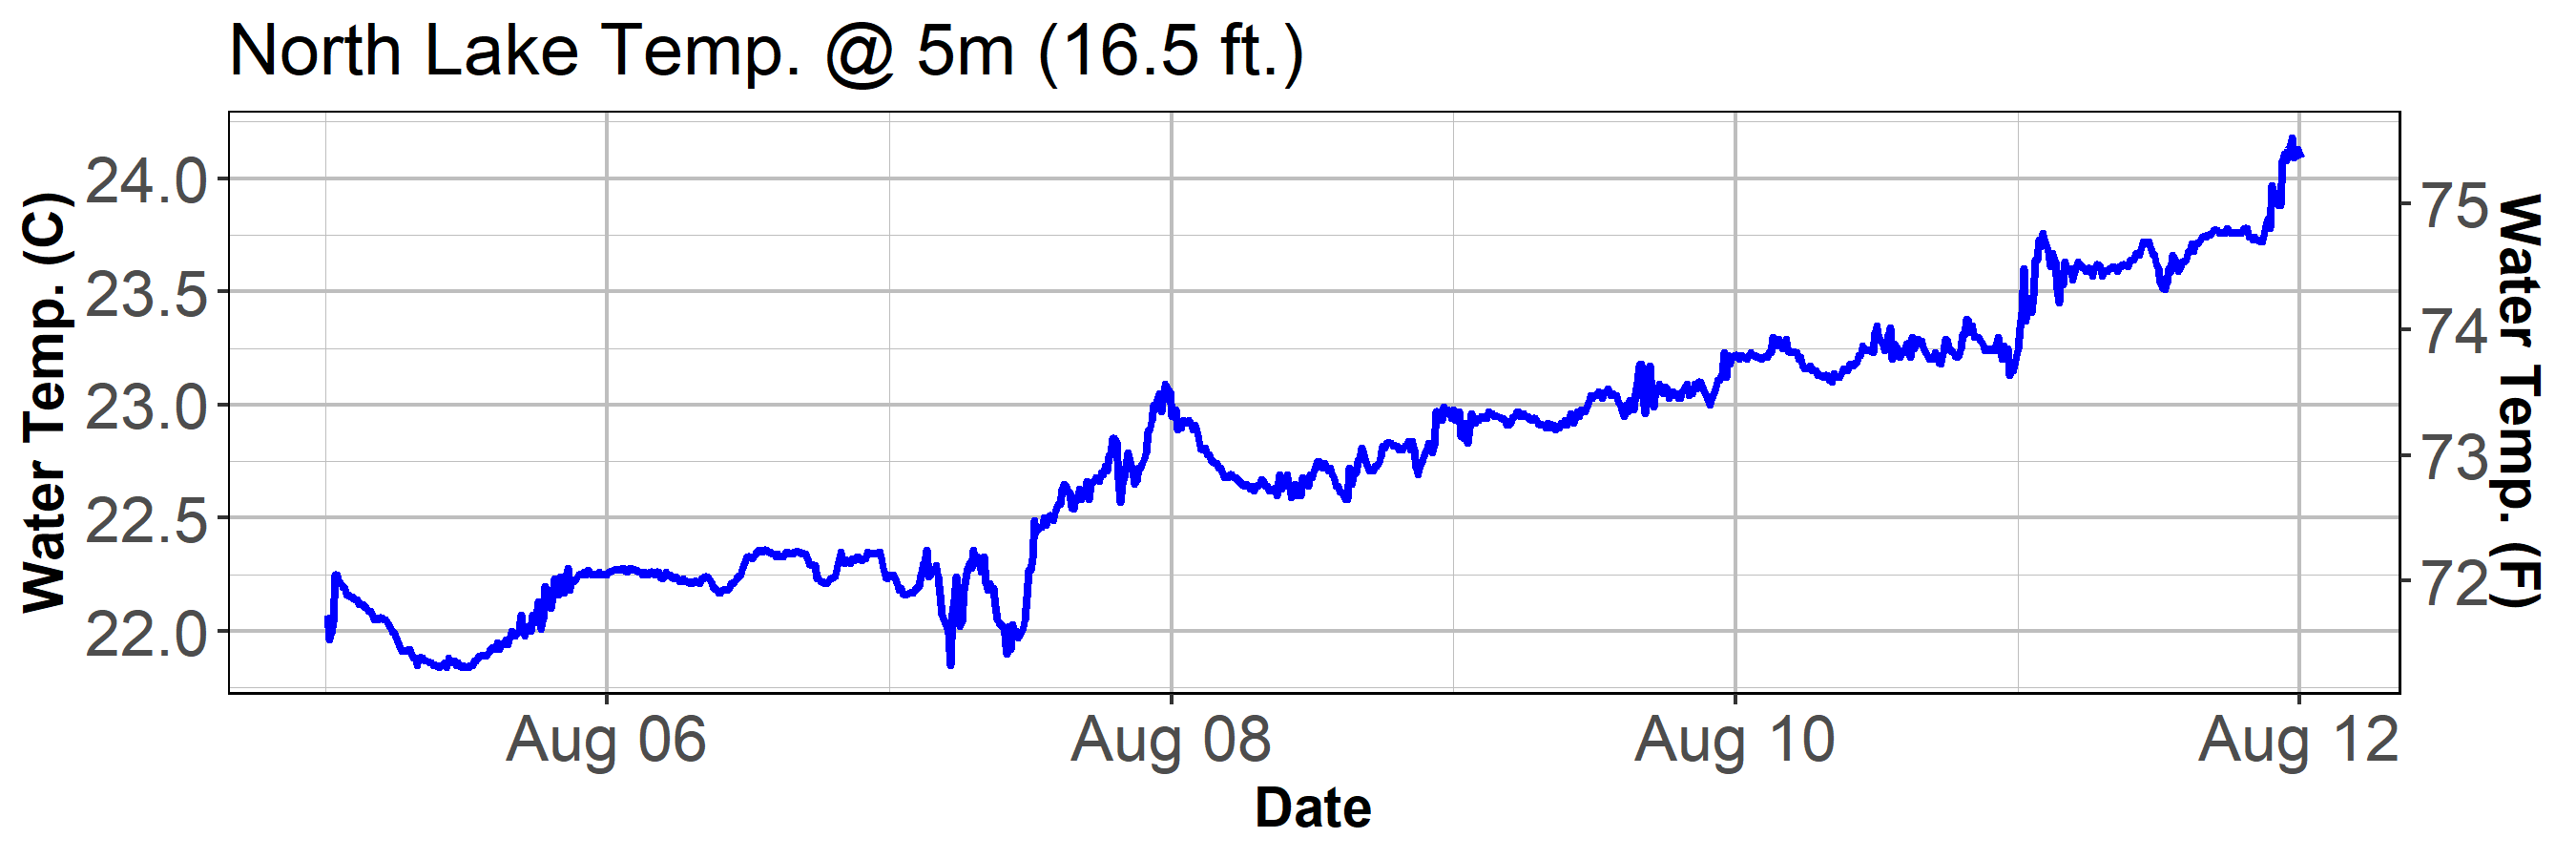 North Lake Temp. @ 5m (16.5 ft.)
Water Temp. (C)
24.0
23.5
23.0
22.5
22.0
75
74
73
72
Water Temp. (F)
Aug 06
Aug 08
Aug 10
Aug 12
Date